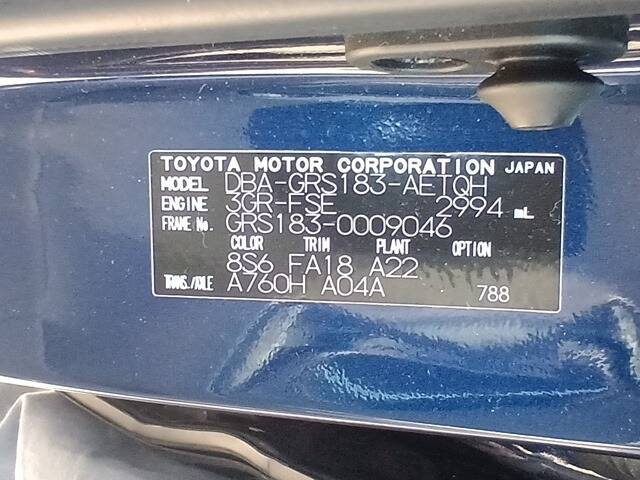 TOYOTA MOTOR CORPORATION JAPAN
MODEL DBA-GRS183-AETQH
ENGINE 3GR-FSE 2994 mL
FRAME No. GRS183-0009046
COLOR TRIM PLANT OPTION
8S6 FA18 A22
TRANS./AXLE A760H A04A 788